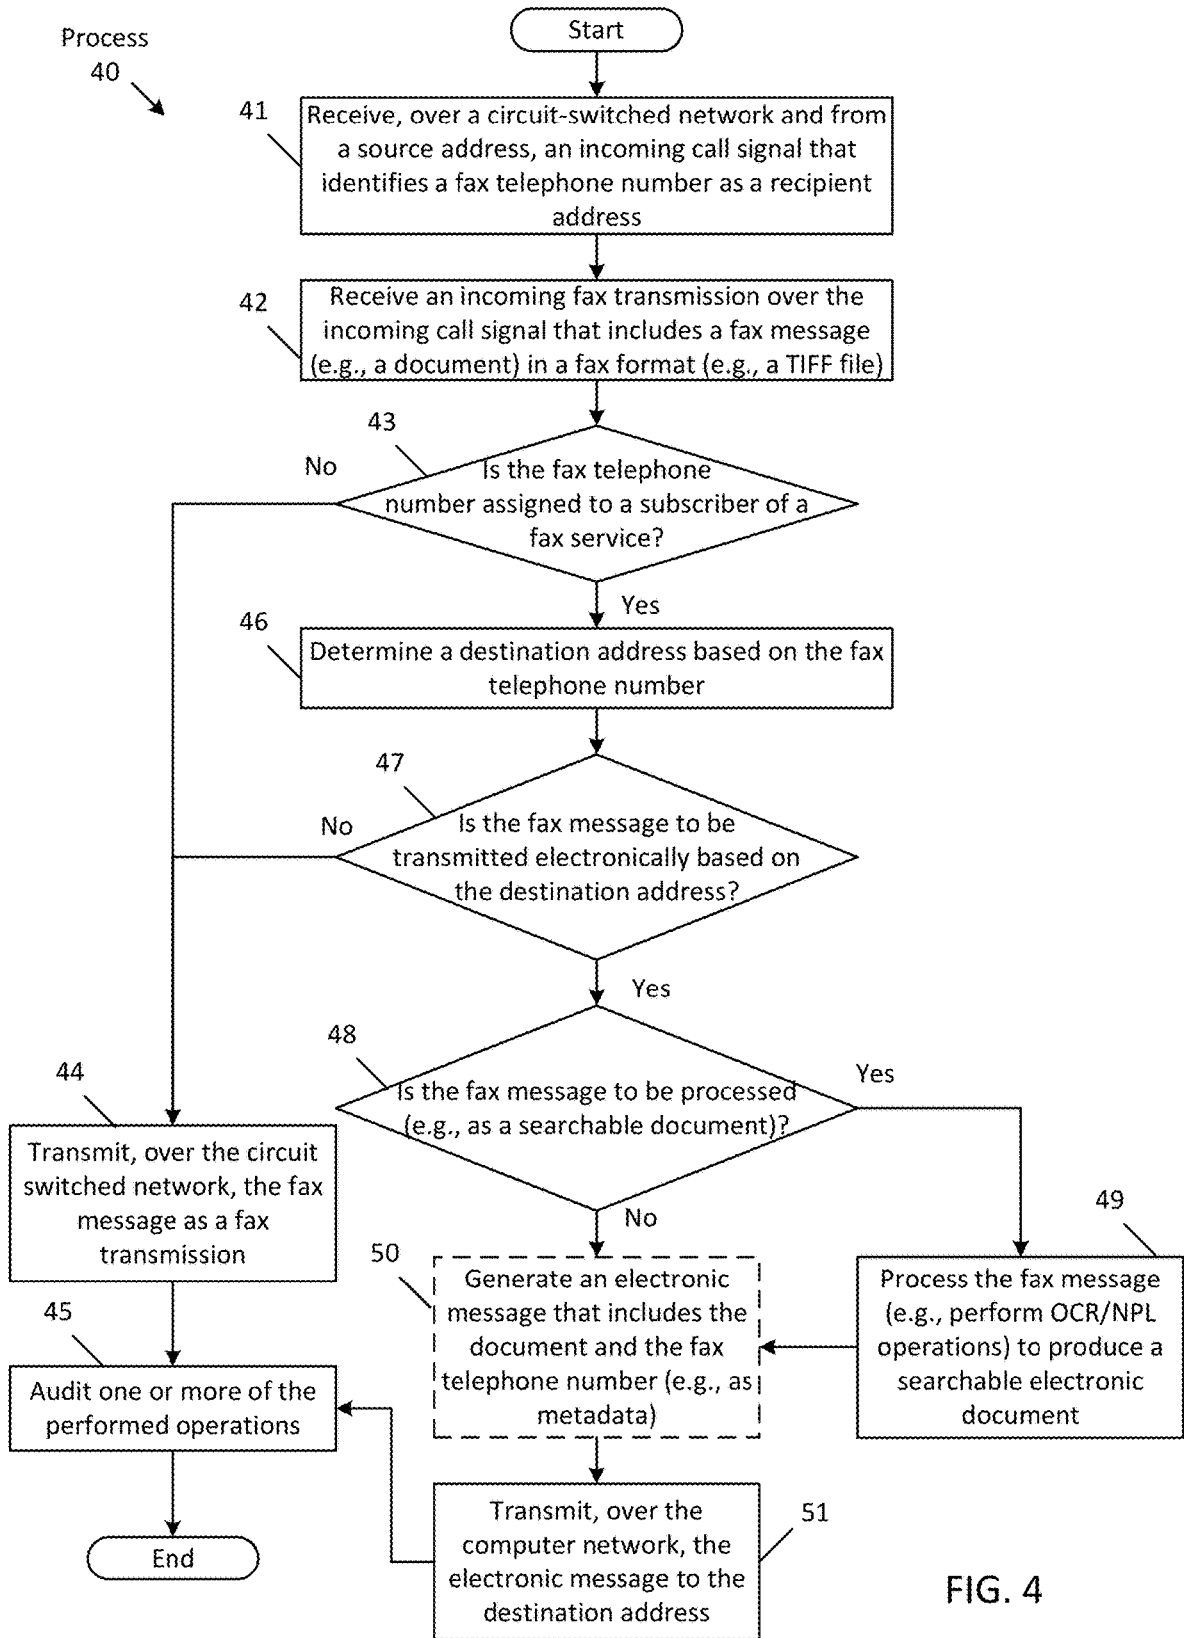 Process
40
Start
41
Receive, over a circuit-switched network and from
a source address, an incoming call signal that
identifies a fax telephone number as a recipient
address
42
Receive an incoming fax transmission over the
incoming call signal that includes a fax message
(e.g., a document) in a fax format (e.g., a TIFF file)
43
No
Is the fax telephone
number assigned to a subscriber of a
fax service?
Yes
46
Determine a destination address based on the fax
telephone number
47
No
Is the fax message to be
transmitted electronically based on
the destination address?
Yes
48
Is the fax message to be processed
(e.g., as a searchable document)?
Yes
No
44
Transmit, over the circuit
switched network, the fax
message as a fax
transmission
49
Process the fax message
(e.g., perform OCR/NPL
operations) to produce a
searchable electronic
document
50
Generate an electronic
message that includes the
document and the fax
telephone number (e.g., as
metadata)
45
Audit one or more of the
performed operations
51
Transmit, over the
computer network, the
electronic message to the
destination address
End
FIG. 4